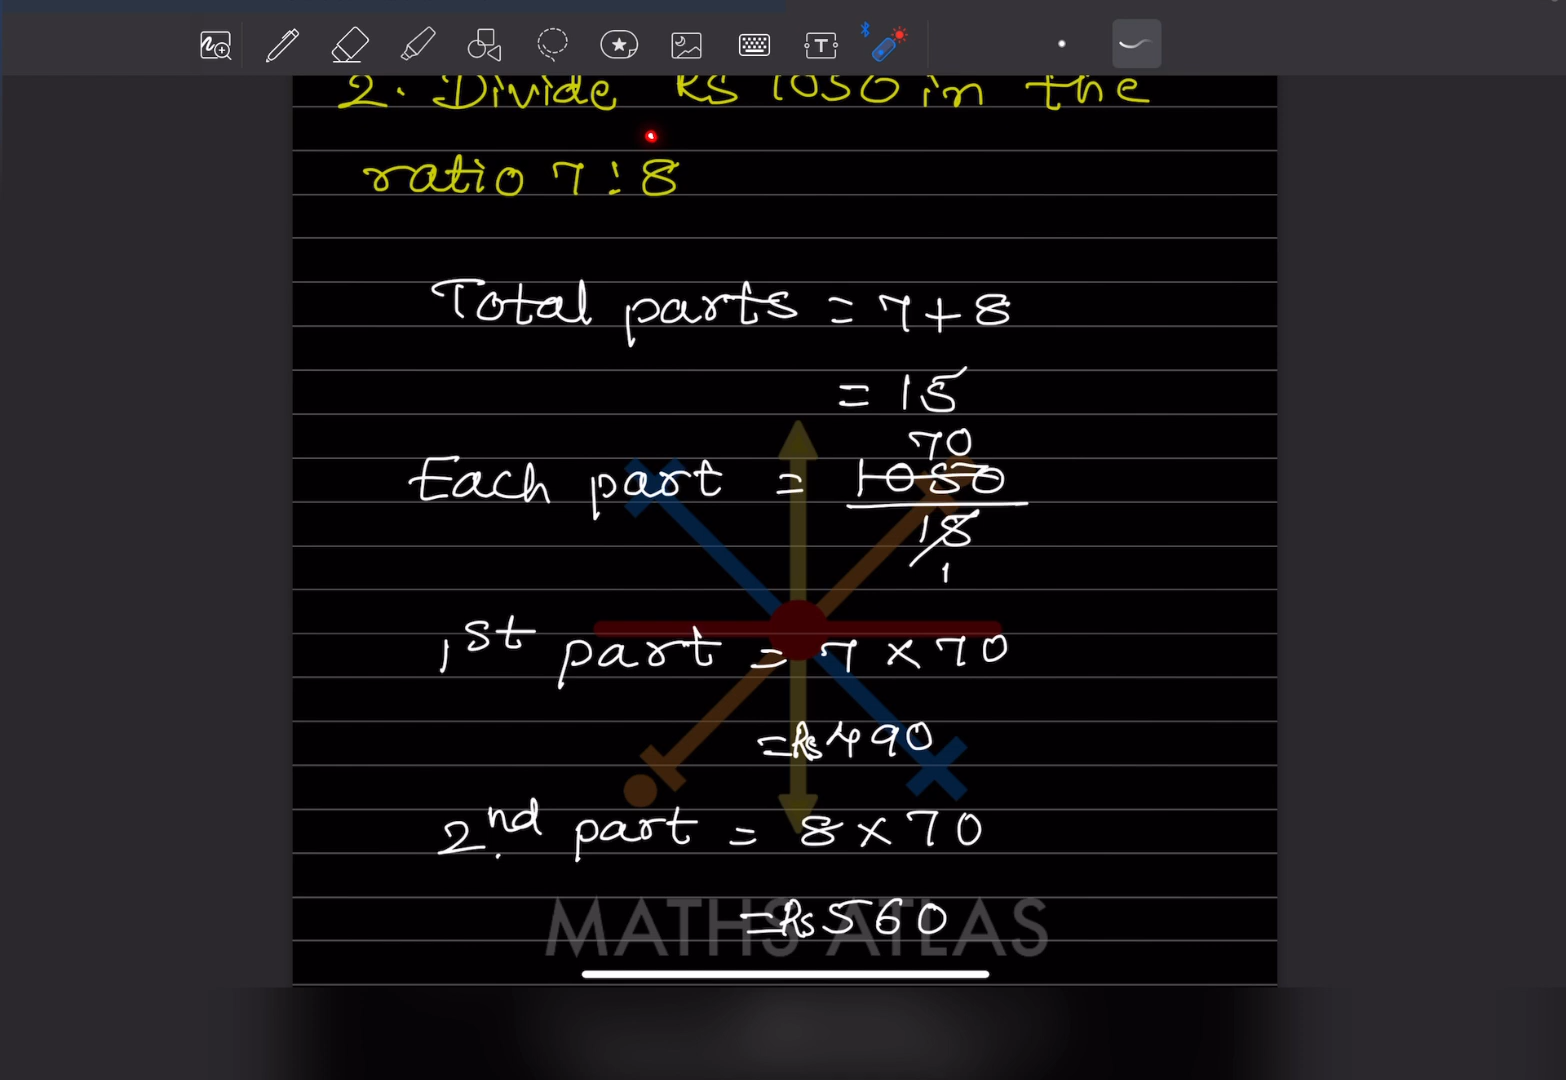 2. Divide Rs 1050 in the
ratio 7:8
Total parts = 7+8
= 15
70
Each part = 1050
15
1
1st part = 7 × 70
= Rs 490
2nd part = 8 × 70
= Rs 560
MATHS ATLAS